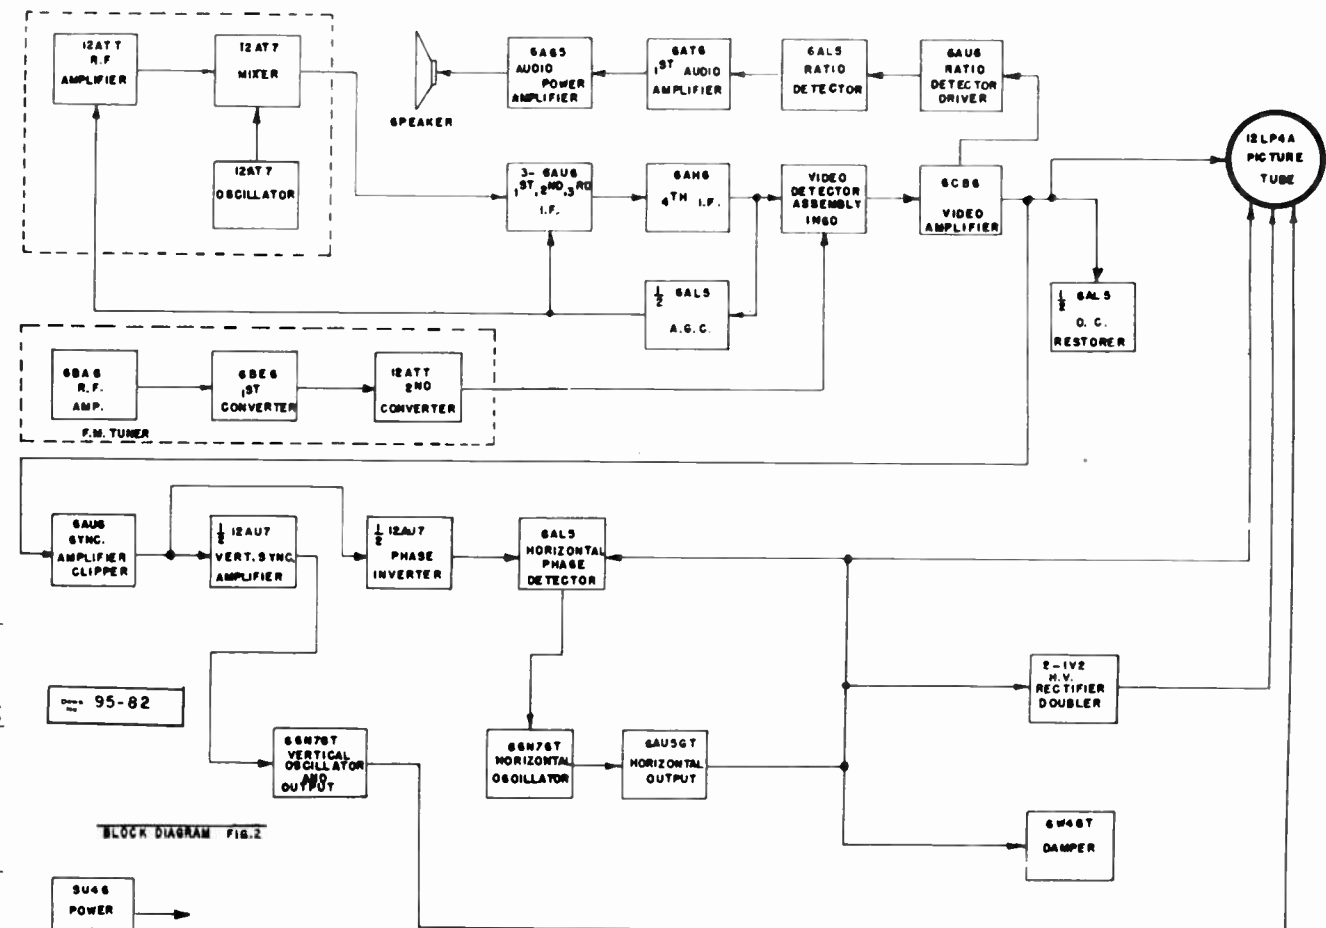 12AT7
R.F
AMPLIFIER
12AT7
MIXER
12AT7
OSCILLATOR
SPEAKER
6AG5
AUDIO
POWER
AMPLIFIER
6AT6
1ST AUDIO
AMPLIFIER
6AL5
RATIO
DETECTOR
6AU6
RATIO
DETECTOR
DRIVER
12LP4A
PICTURE
TUBE
3- 6AU6
1ST, 2ND, 3RD
I.F.
6AH6
4TH I.F.
VIDEO
DETECTOR
ASSEMBLY
IN60
6CB6
VIDEO
AMPLIFIER
1/2 6AL5
A.G.C.
1/2 6AL5
D.C.
RESTORER
6BA6
R.F.
AMP.
6BE6
1ST
CONVERTER
12AT7
2ND
CONVERTER
F.M. TUNER
6AU6
SYNC.
AMPLIFIER
CLIPPER
1/2 12AU7
VERT. SYNC.
AMPLIFIER
1/2 12AU7
PHASE
INVERTER
6AL5
HORIZONTAL
PHASE
DETECTOR
95-82
6SN7GT
VERTICAL
OSCILLATOR
AND
OUTPUT
6SN7GT
HORIZONTAL
OSCILLATOR
6AU5GT
HORIZONTAL
OUTPUT
2-1V2
H.V.
RECTIFIER
DOUBLER
6W4GT
DAMPER
BLOCK DIAGRAM FIG.2
5U4G
POWER